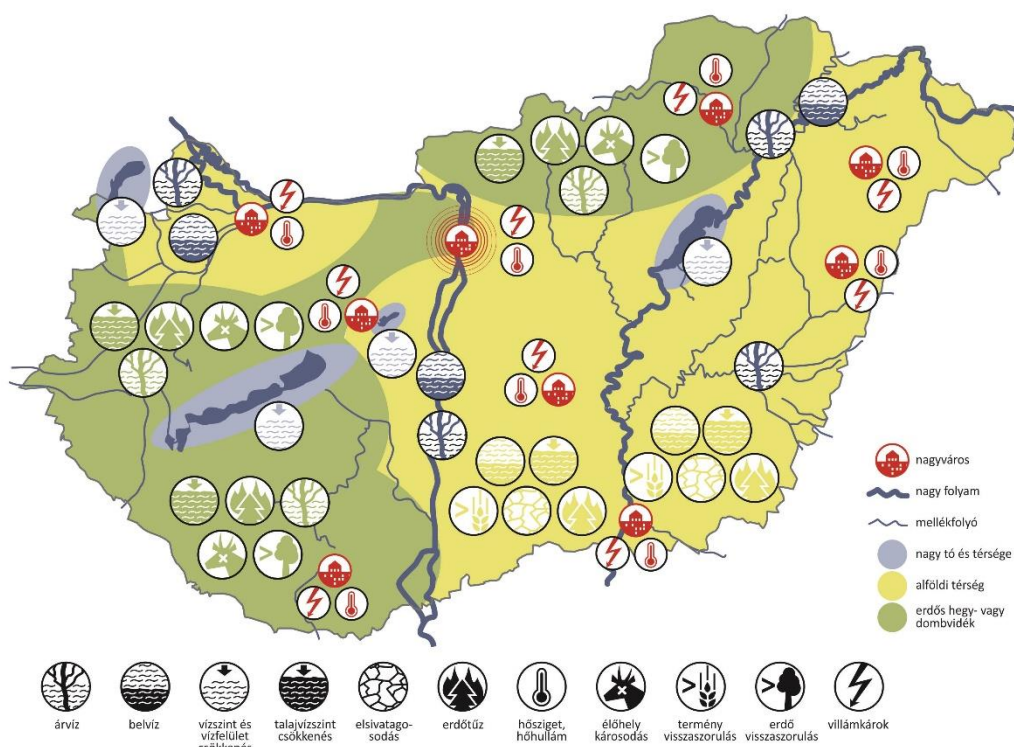 nagyváros
nagy folyam
mellékfolyó
nagy tó és térsége
alföldi térség
erdős hegy- vagy
dombvidék
árvíz
belvíz
vízszint és
vízfelület
csökkenés
talajvízszint
csökkenés
elsivatago-
sodás
erdőtűz
hősziget,
hőhullám
élőhely
károsodás
termény
visszaszorulás
erdő
visszaszorulás
villámkárok